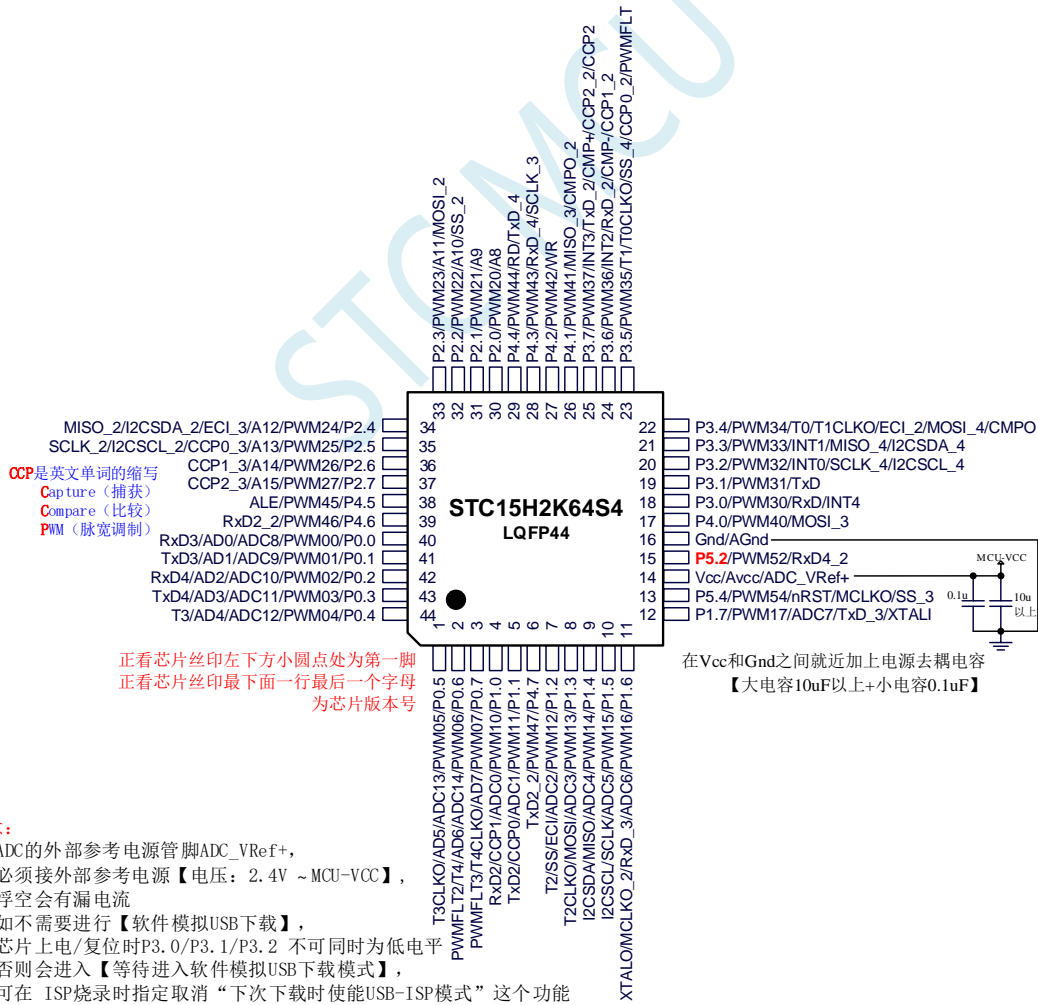 STC MCU
P2.3/PWM23/A11/MOSI_2
P2.2/PWM22/A10/SS_2
P2.1/PWM21/A9
P2.0/PWM20/A8
P4.4/PWM44/RD/TxD_4
P4.3/PWM43/RxD_4/SCLK_3
P4.2/PWM42/WR
P4.1/PWM41/MISO_3/CMPO_2
P3.7/PWM37/INT3/TxD_2/CMP+/CCP2_2/CCP2
P3.6/PWM36/INT2/RxD_2/CMP-/CCP1_2
P3.5/PWM35/T1/T0CLKO/SS_4/CCP0_2/PWMFLT
33 32 31 30 29 28 27 26 25 24 23
MISO_2/I2CSDA_2/ECI_3/A12/PWM24/P2.4 34
SCLK_2/I2CSCL_2/CCP0_3/A13/PWM25/P2.5 35
CCP1_3/A14/PWM26/P2.6 36
CCP2_3/A15/PWM27/P2.7 37
ALE/PWM45/P4.5 38
RxD2_2/PWM46/P4.6 39
RxD3/AD0/ADC8/PWM00/P0.0 40
TxD3/AD1/ADC9/PWM01/P0.1 41
RxD4/AD2/ADC10/PWM02/P0.2 42
TxD4/AD3/ADC11/PWM03/P0.3 43
T3/AD4/ADC12/PWM04/P0.4 44
CCP是英文单词的缩写
Capture（捕获）
Compare（比较）
PWM（脉宽调制）
STC15H2K64S4
LQFP44
22 P3.4/PWM34/T0/T1CLKO/ECI_2/MOSI_4/CMPO
21 P3.3/PWM33/INT1/MISO_4/I2CSDA_4
20 P3.2/PWM32/INT0/SCLK_4/I2CSCL_4
19 P3.1/PWM31/TxD
18 P3.0/PWM30/RxD/INT4
17 P4.0/PWM40/MOSI_3
16 Gnd/AGnd
15 P5.2/PWM52/RxD4_2
14 Vcc/Avcc/ADC_VRef+
13 P5.4/PWM54/nRST/MCLKO/SS_3
12 P1.7/PWM17/ADC7/TxD_3/XTALI
MCU-VCC
0.1u
10u
以上
1 2 3 4 5 6 7 8 9 10 11
T3CLKO/AD5/ADC13/PWM05/P0.5
PWMFLT2/T4/AD6/ADC14/PWM06/P0.6
PWMFLT3/T4CLKO/AD7/PWM07/P0.7
RxD2/CCP1/ADC0/PWM10/P1.0
TxD2/CCP0/ADC1/PWM11/P1.1
TxD2_2/PWM47/P4.7
T2/SS/ECI/ADC2/PWM12/P1.2
T2CLKO/MOSI/ADC3/PWM13/P1.3
I2CSDA/MISO/ADC4/PWM14/P1.4
I2CSCL/SCLK/ADC5/PWM15/P1.5
XTALO/MCLKO_2/RxD_3/ADC6/PWM16/P1.6
正看芯片丝印左下方小圆点处为第一脚
正看芯片丝印最下面一行最后一个字母
为芯片版本号
在Vcc和Gnd之间就近加上电源去耦电容
【大电容10uF以上+小电容0.1uF】
ADC的外部参考电源管脚ADC_VRef+,
必须接外部参考电源【电压：2.4V ~ MCU-VCC】,
浮空会有漏电流
如不需要进行【软件模拟USB下载】,
芯片上电/复位时P3.0/P3.1/P3.2 不可同时为低电平
否则会进入【等待进入软件模拟USB下载模式】,
可在 ISP烧录时指定取消“下次下载时使能USB-ISP模式”这个功能